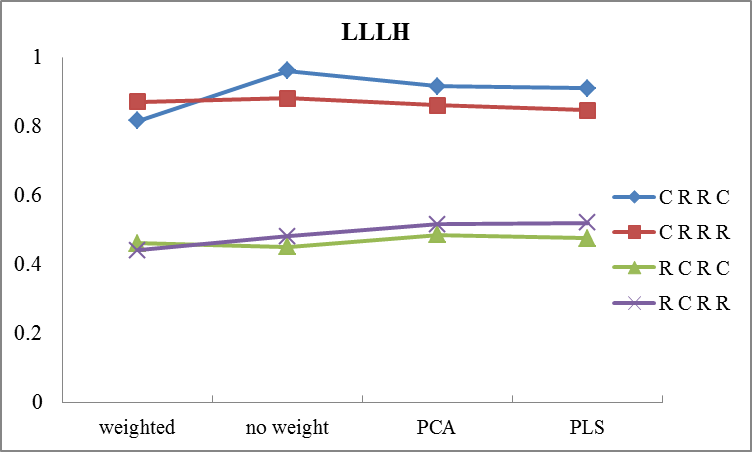 LLLH
1
0.8
0.6
0.4
0.2
0
weighted
no weight
PCA
PLS
C R R C
C R R R
R C R C
R C R R